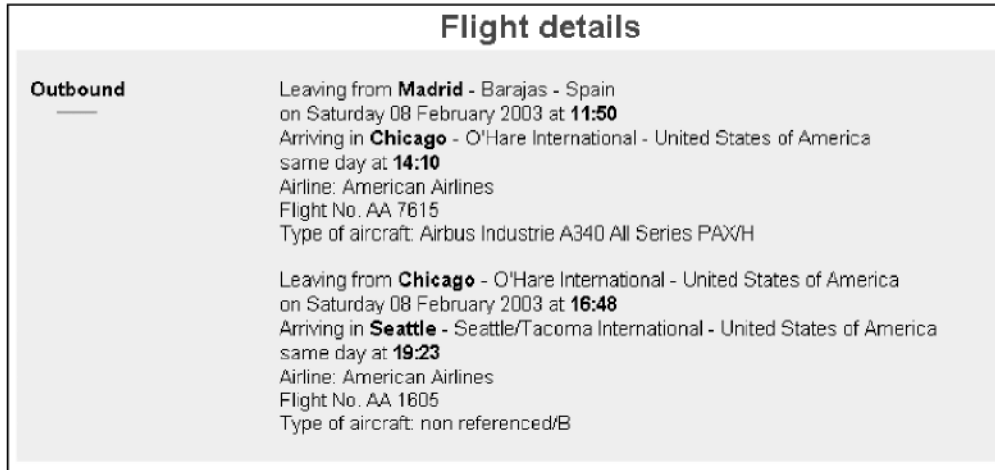 Flight details
Outbound
Leaving from Madrid - Barajas - Spain
on Saturday 08 February 2003 at 11:50
Arriving in Chicago - O'Hare International - United States of America
same day at 14:10
Airline: American Airlines
Flight No. AA 7615
Type of aircraft: Airbus Industrie A340 All Series PAX/H
Leaving from Chicago - O'Hare International - United States of America
on Saturday 08 February 2003 at 16:48
Arriving in Seattle - Seattle/Tacoma International - United States of America
same day at 19:23
Airline: American Airlines
Flight No. AA 1605
Type of aircraft: non referenced/B